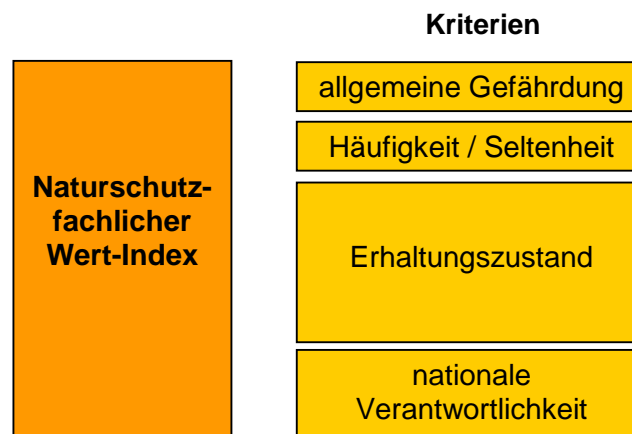 Kriterien
Naturschutz-
fachlicher
Wert-Index
allgemeine Gefährdung
Häufigkeit / Seltenheit
Erhaltungszustand
nationale
Verantwortlichkeit